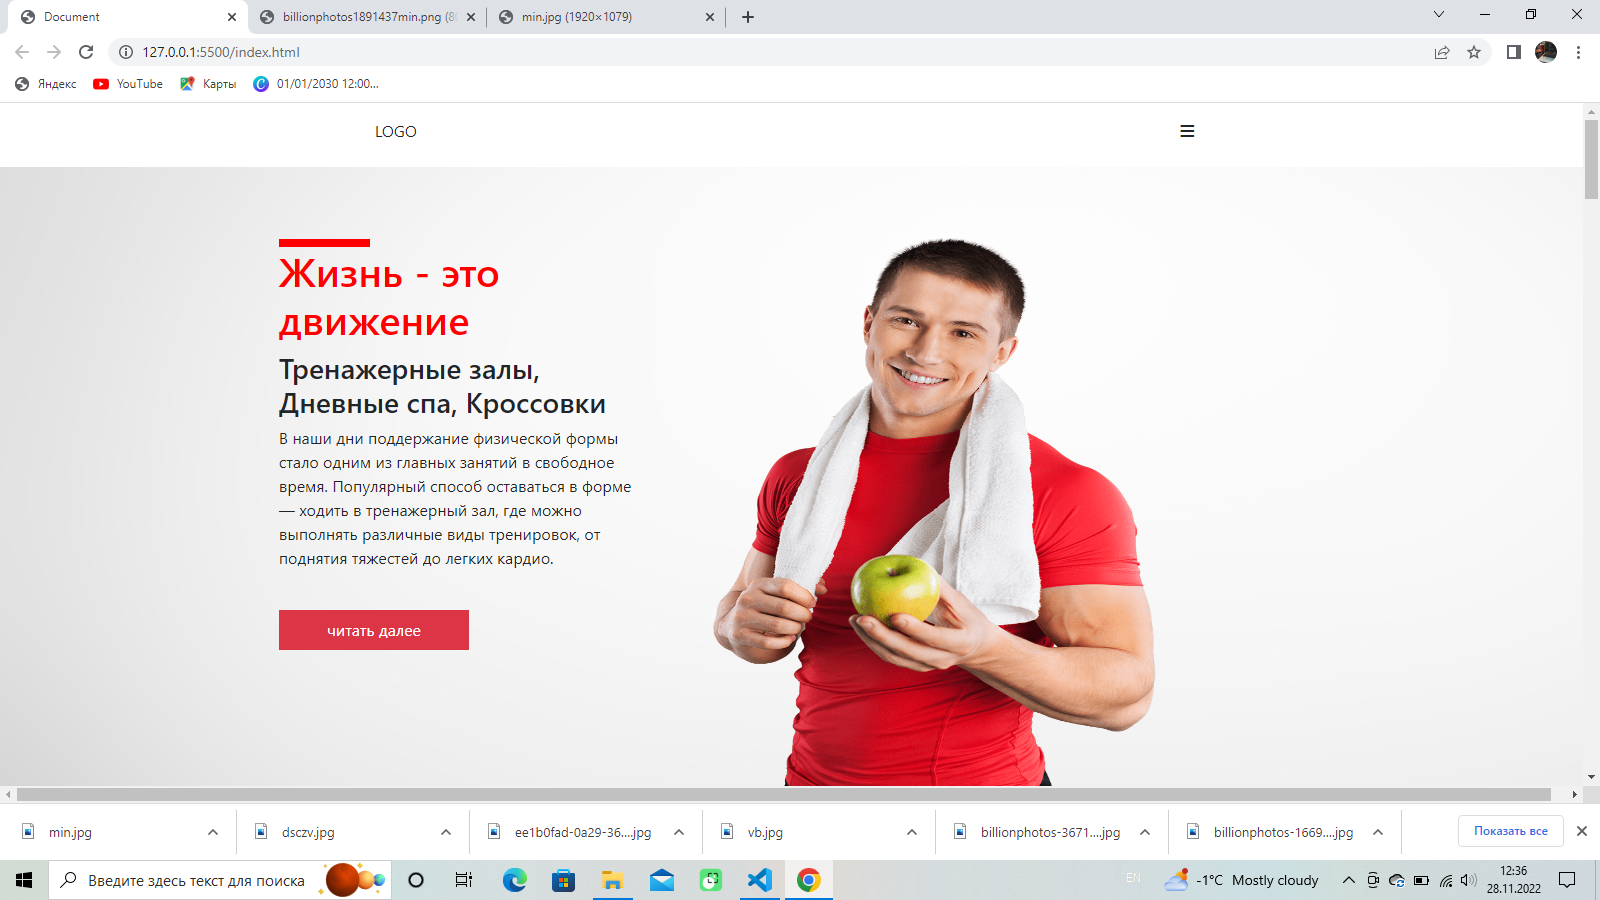 Document
billionphotos1891437min.png (80
min.jpg (1920×1079)
127.0.0.1:5500/index.html
Яндекс
YouTube
Карты
01/01/2030 12:00...
LOGO
Жизнь - это
движение
Тренажерные залы,
Дневные спа, Кроссовки
В наши дни поддержание физической формы
стало одним из главных занятий в свободное
время. Популярный способ оставаться в форме
— ходить в тренажерный зал, где можно
выполнять различные виды тренировок, от
поднятия тяжестей до легких кардио.
читать далее
min.jpg
dsczv.jpg
ee1b0fad-0a29-36....jpg
vb.jpg
billionphotos-3671....jpg
billionphotos-1669....jpg
Показать все
Введите здесь текст для поиска
EN
-1°C Mostly cloudy
12:36
28.11.2022